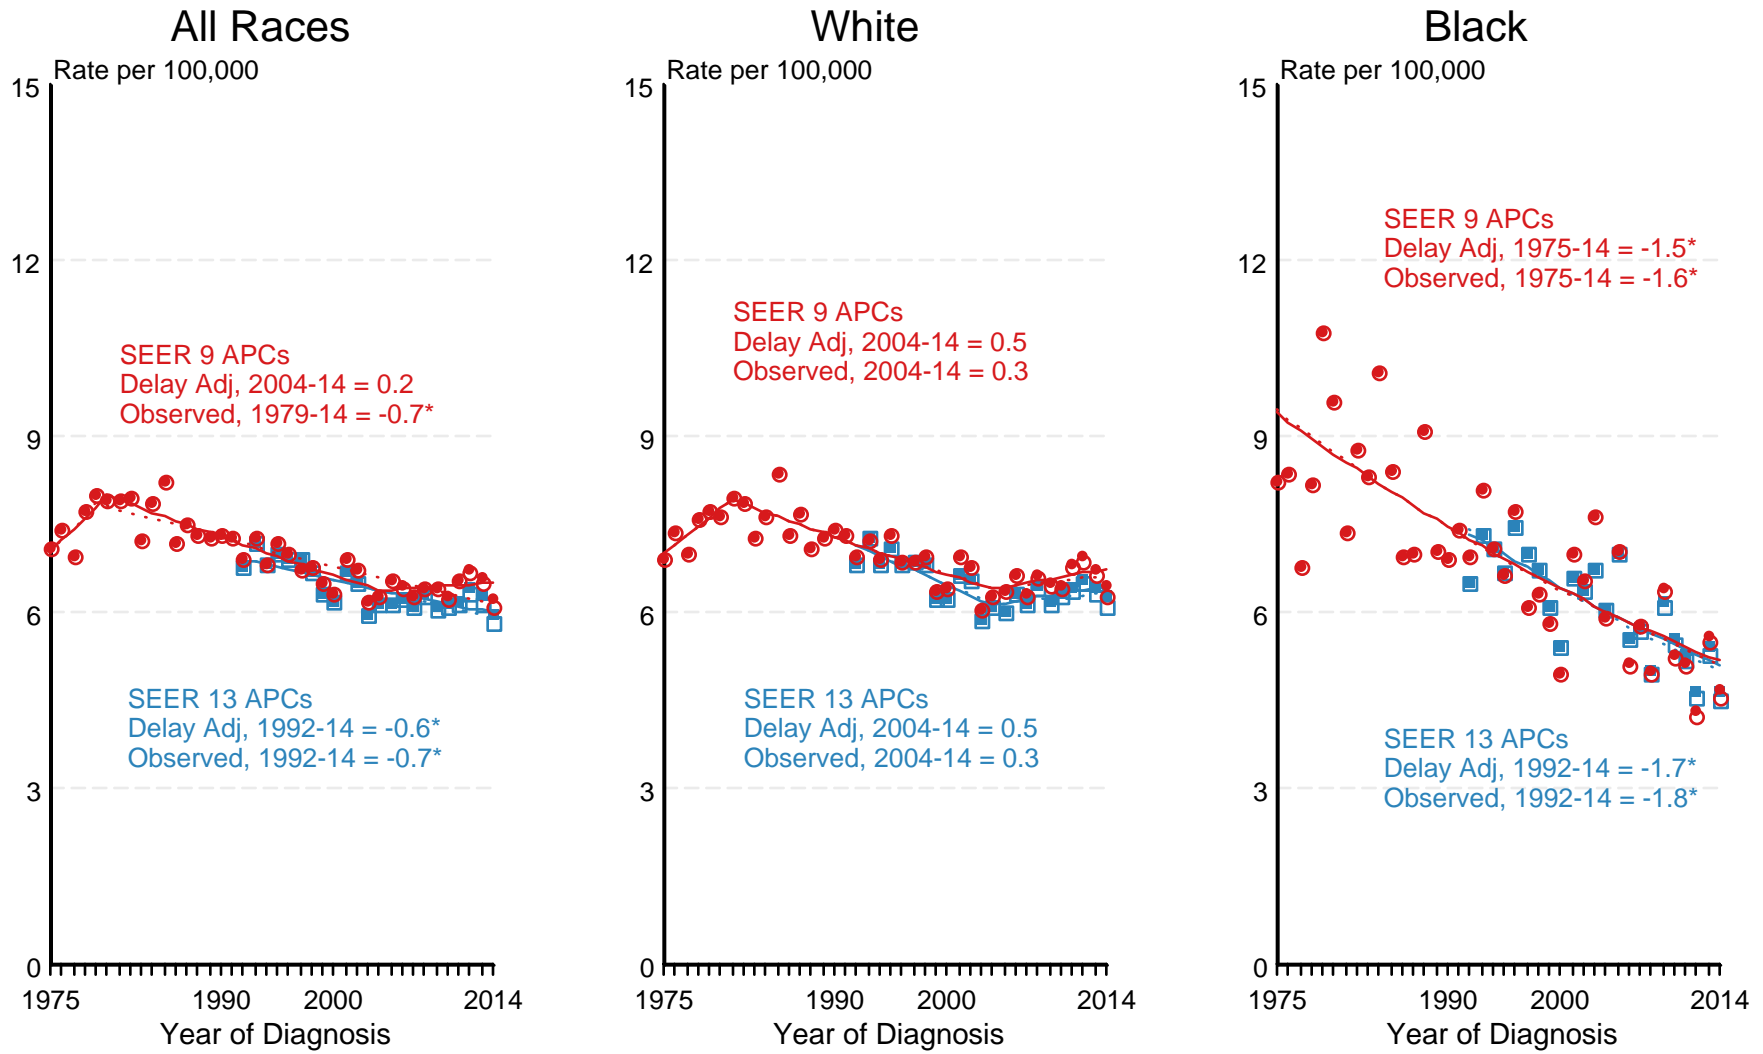 All Races
Rate per 100,000
15
12
9
6
3
0
SEER 9 APCs
Delay Adj, 2004-14 = 0.2
Observed, 1979-14 = -0.7*
SEER 13 APCs
Delay Adj, 1992-14 = -0.6*
Observed, 1992-14 = -0.7*
1975 1990 2000 2014
Year of Diagnosis
White
Rate per 100,000
15
12
9
6
3
0
SEER 9 APCs
Delay Adj, 2004-14 = 0.5
Observed, 2004-14 = 0.3
SEER 13 APCs
Delay Adj, 2004-14 = 0.5
Observed, 2004-14 = 0.3
1975 1990 2000 2014
Year of Diagnosis
Black
Rate per 100,000
15
12
9
6
3
0
SEER 9 APCs
Delay Adj, 1975-14 = -1.5*
Observed, 1975-14 = -1.6*
SEER 13 APCs
Delay Adj, 1992-14 = -1.7*
Observed, 1992-14 = -1.8*
1975 1990 2000 2014
Year of Diagnosis